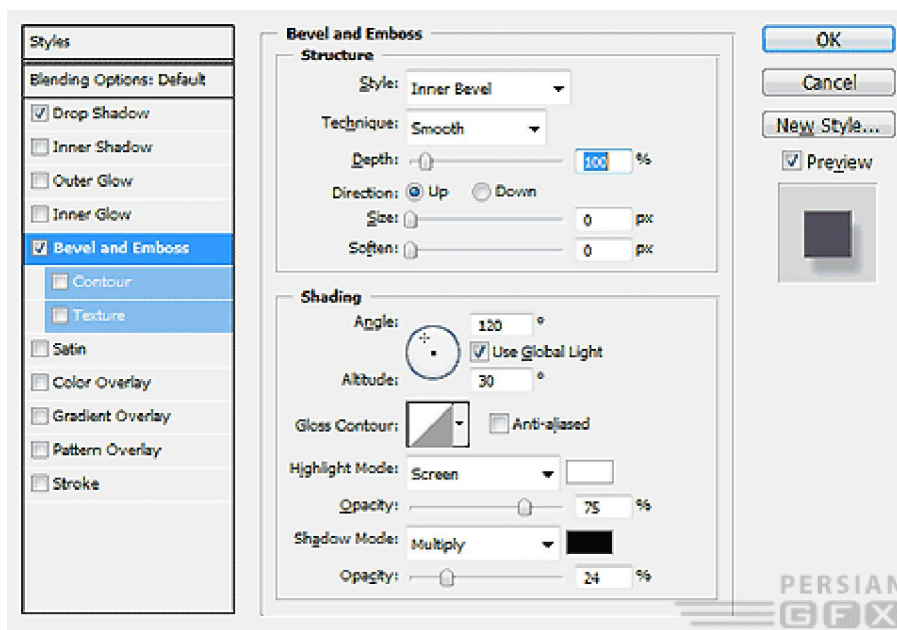 Styles
Blending Options: Default
Drop Shadow
Inner Shadow
Outer Glow
Inner Glow
Bevel and Emboss
Contour
Texture
Satin
Color Overlay
Gradient Overlay
Pattern Overlay
Stroke
Bevel and Emboss
Structure
Style: Inner Bevel
Technique: Smooth
Depth: 100 %
Direction: Up Down
Size: 0 px
Soften: 0 px
Shading
Angle: 120 °
Use Global Light
Altitude: 30 °
Gloss Contour: Anti-aliased
Highlight Mode: Screen
Opacity: 75 %
Shadow Mode: Multiply
Opacity: 24 %
OK
Cancel
New Style...
Preview
PERSIAN
GFX